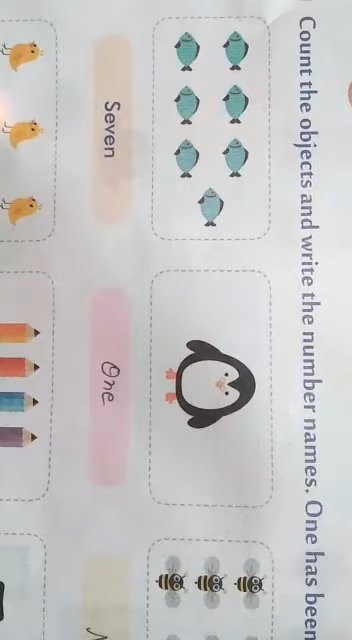 Count the objects and write the number names. One has been
Seven
One